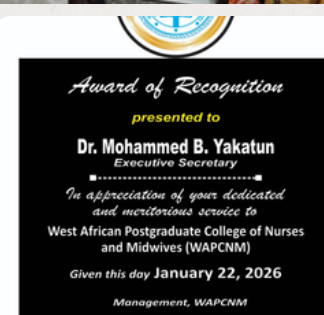 Award of Recognition
presented to
Dr. Mohammed B. Yakatun
Executive Secretary
In appreciation of your dedicated
and meritorious service to
West African Postgraduate College of Nurses
and Midwives (WAPCNM)
Given this day January 22, 2026
Management, WAPCNM